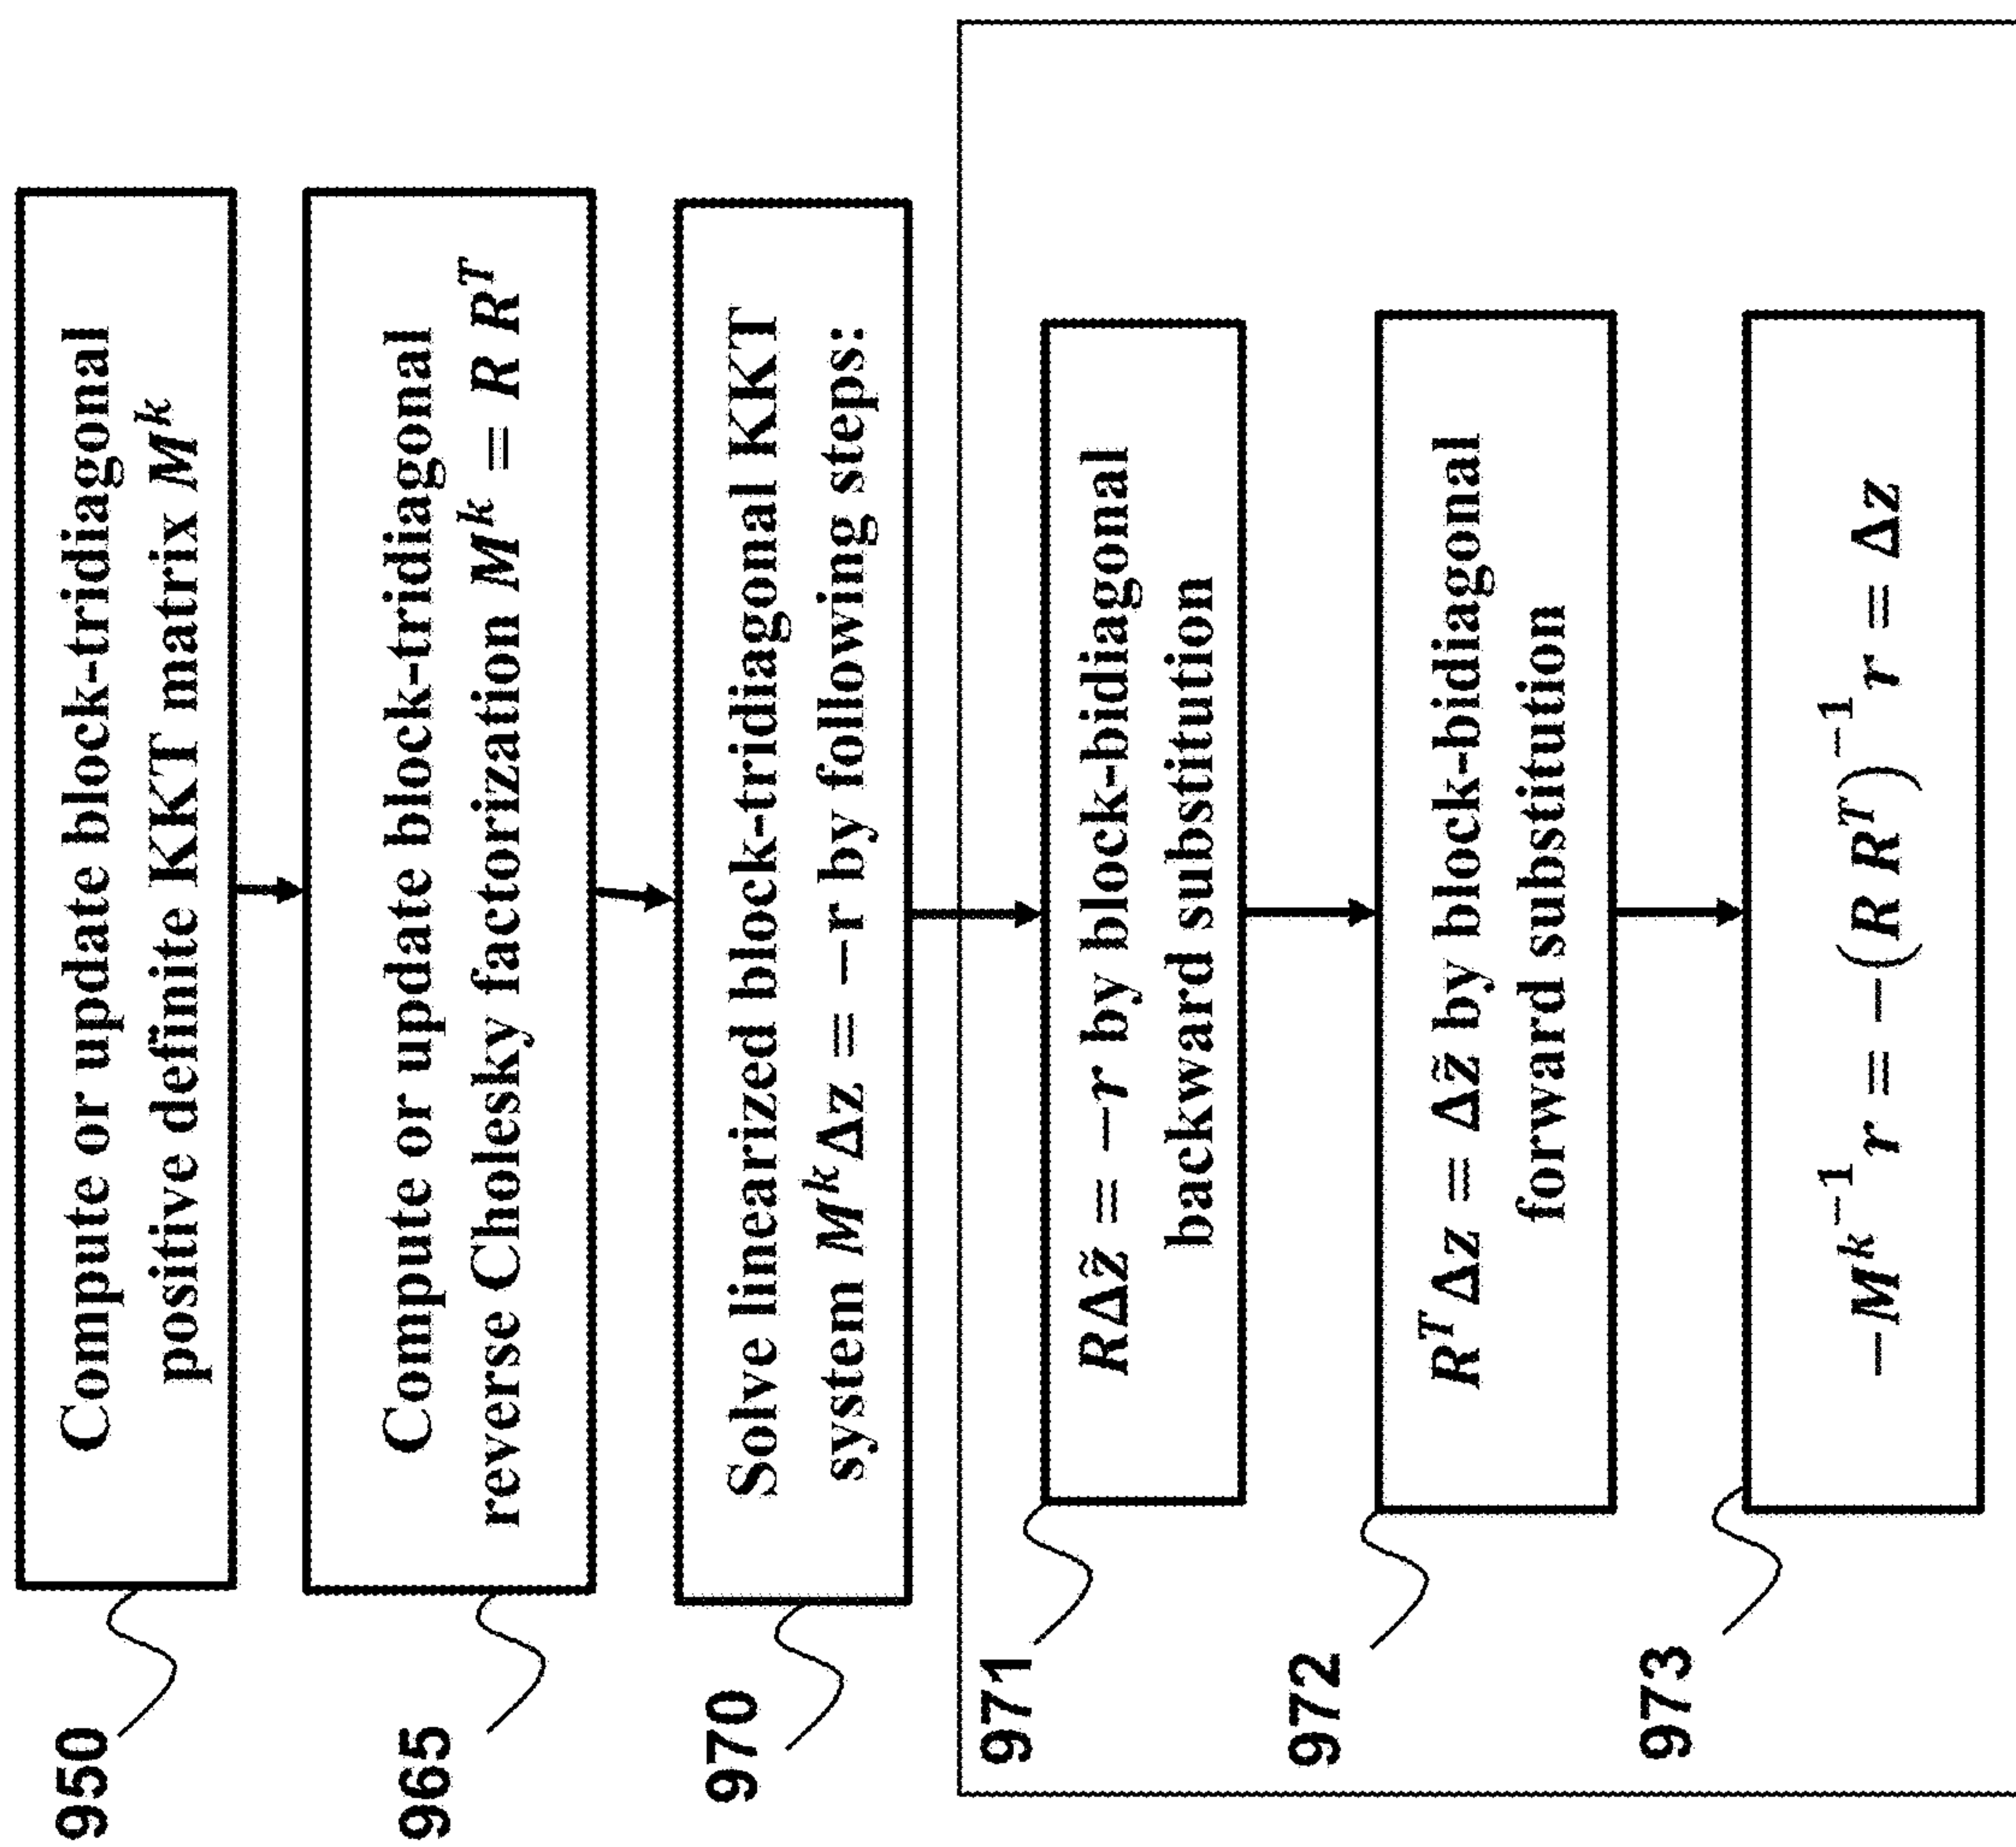 950
Compute or update block-tridiagonal
positive definite KKT matrix M^k
965
Compute or update block-tridiagonal
reverse Cholesky factorization M^k = R R^T
970
Solve linearized block-tridiagonal KKT
system M^k Δz = −r by following steps:
971
RΔz̃ = −r by block-bidiagonal
backward substitution
972
R^T Δz = Δz̃ by block-bidiagonal
forward substitution
973
−M^k^−1 r = −(R R^T)^−1 r = Δz